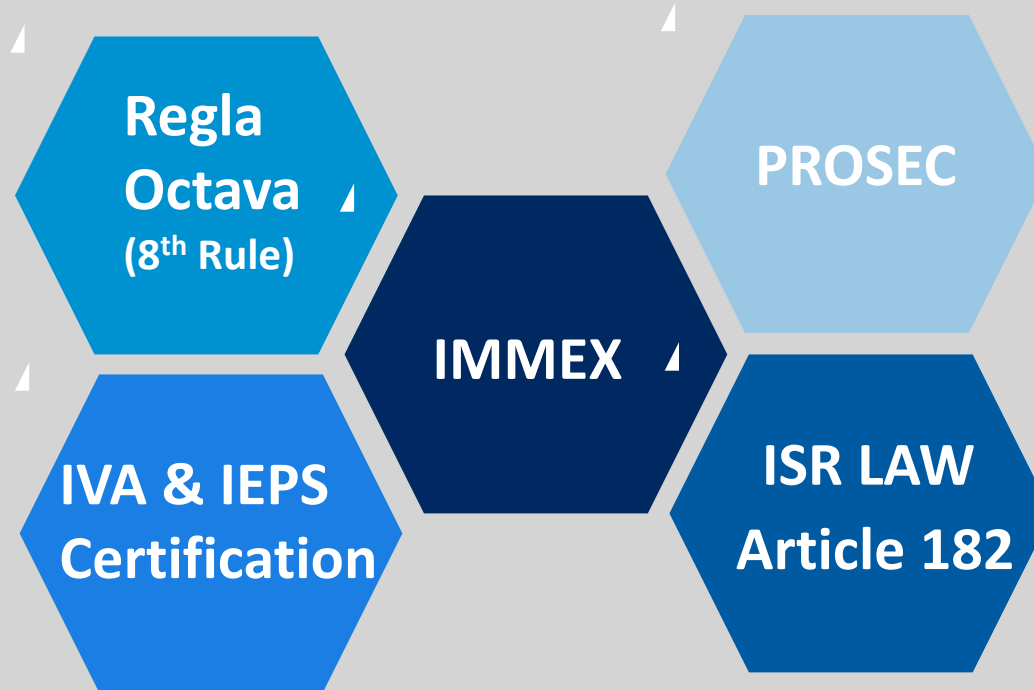 Regla
Octava
(8th Rule)
PROSEC
IMMEX
IVA & IEPS
Certification
ISR LAW
Article 182